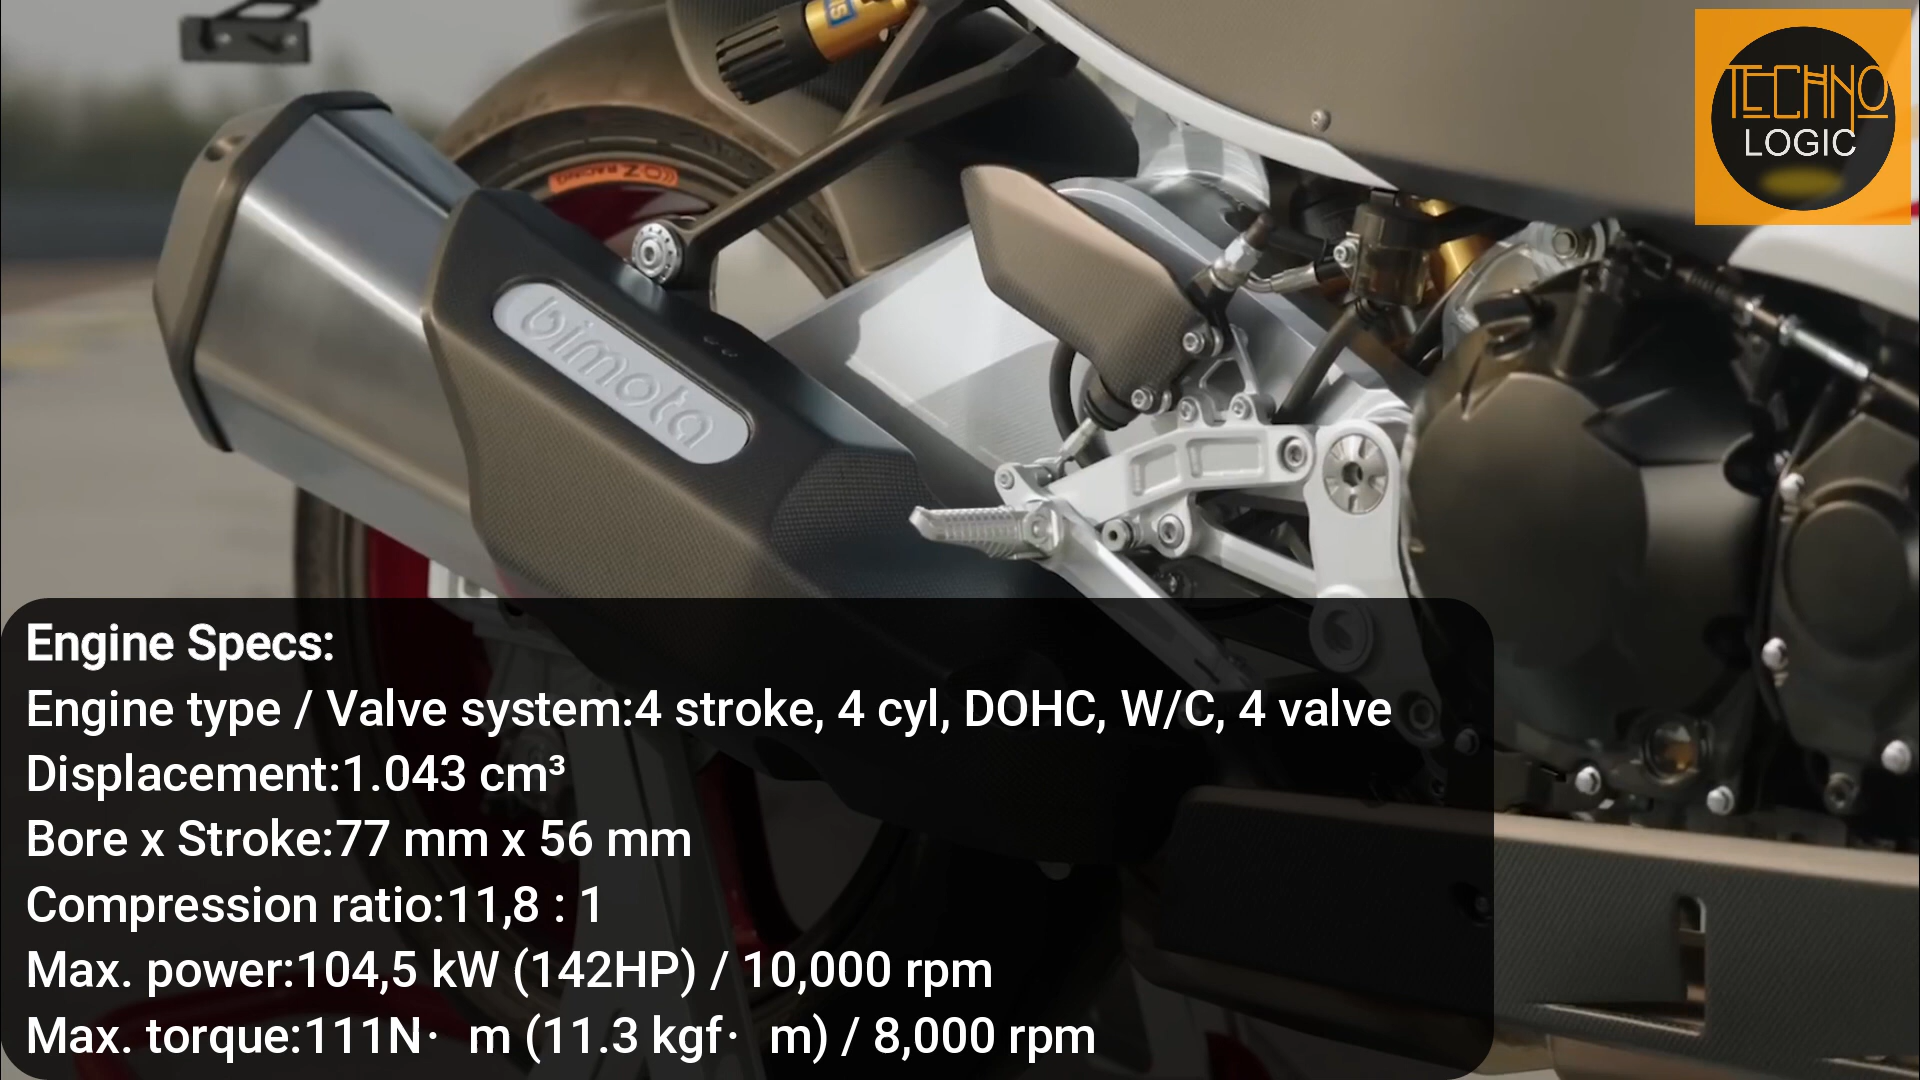 TECHNO
LOGIC
OZ RACING
bimota
Engine Specs:
Engine type / Valve system:4 stroke, 4 cyl, DOHC, W/C, 4 valve
Displacement:1.043 cm³
Bore x Stroke:77 mm x 56 mm
Compression ratio:11,8 : 1
Max. power:104,5 kW (142HP) / 10,000 rpm
Max. torque:111N· m (11.3 kgf· m) / 8,000 rpm